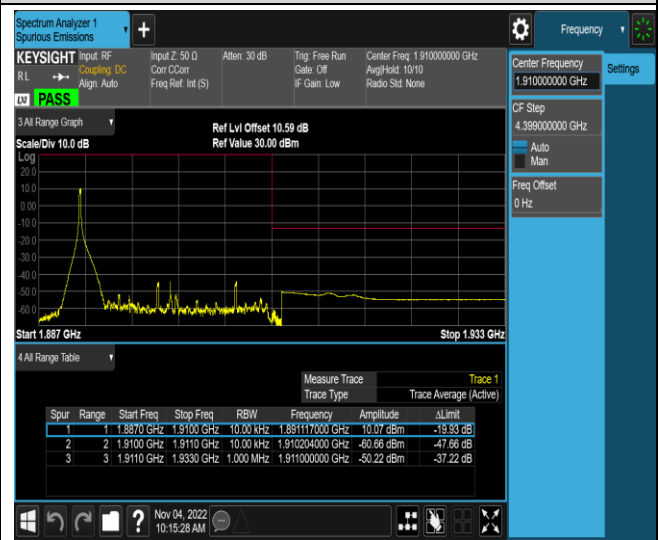 Spectrum Analyzer 1
Spurious Emissions
Frequency
KEYSIGHT
RL
LXI PASS
Input: RF
Coupling: DC
Align: Auto
Input Z: 50 Ω
Corr CCorr
Freq Ref: Int (S)
Atten: 30 dB
Trig: Free Run
Gate: Off
IF Gain: Low
Center Freq: 1.910000000 GHz
Avg|Hold: 10/10
Radio Std: None
Center Frequency
1.910000000 GHz
Settings
CF Step
4.399000000 GHz
Auto
Man
Freq Offset
0 Hz
3 All Range Graph
Ref Lvl Offset 10.59 dB
Scale/Div 10.0 dB
Ref Value 30.00 dBm
Log
20.0
10.0
0.00
-10.0
-20.0
-30.0
-40.0
-50.0
-60.0
Start 1.887 GHz
Stop 1.933 GHz
4 All Range Table
Measure Trace Trace 1
Trace Type Trace Average (Active)
Spur Range Start Freq Stop Freq RBW Frequency Amplitude ΔLimit
1 1 1.8870 GHz 1.9100 GHz 10.00 kHz 1.891117000 GHz 10.07 dBm -19.93 dB
2 2 1.9100 GHz 1.9110 GHz 10.00 kHz 1.910204000 GHz -60.66 dBm -47.66 dB
3 3 1.9110 GHz 1.9330 GHz 1.000 MHz 1.911000000 GHz -50.22 dBm -37.22 dB
Nov 04, 2022
10:15:28 AM